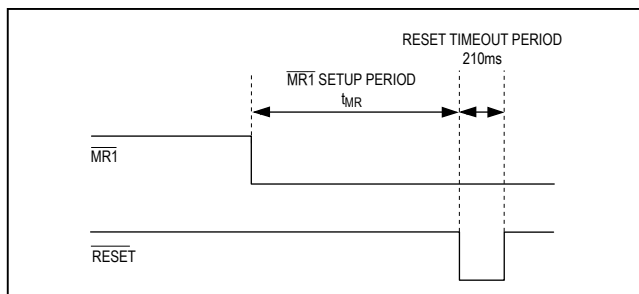 RESET TIMEOUT PERIOD
210ms
MR1 SETUP PERIOD
tMR
MR1
RESET